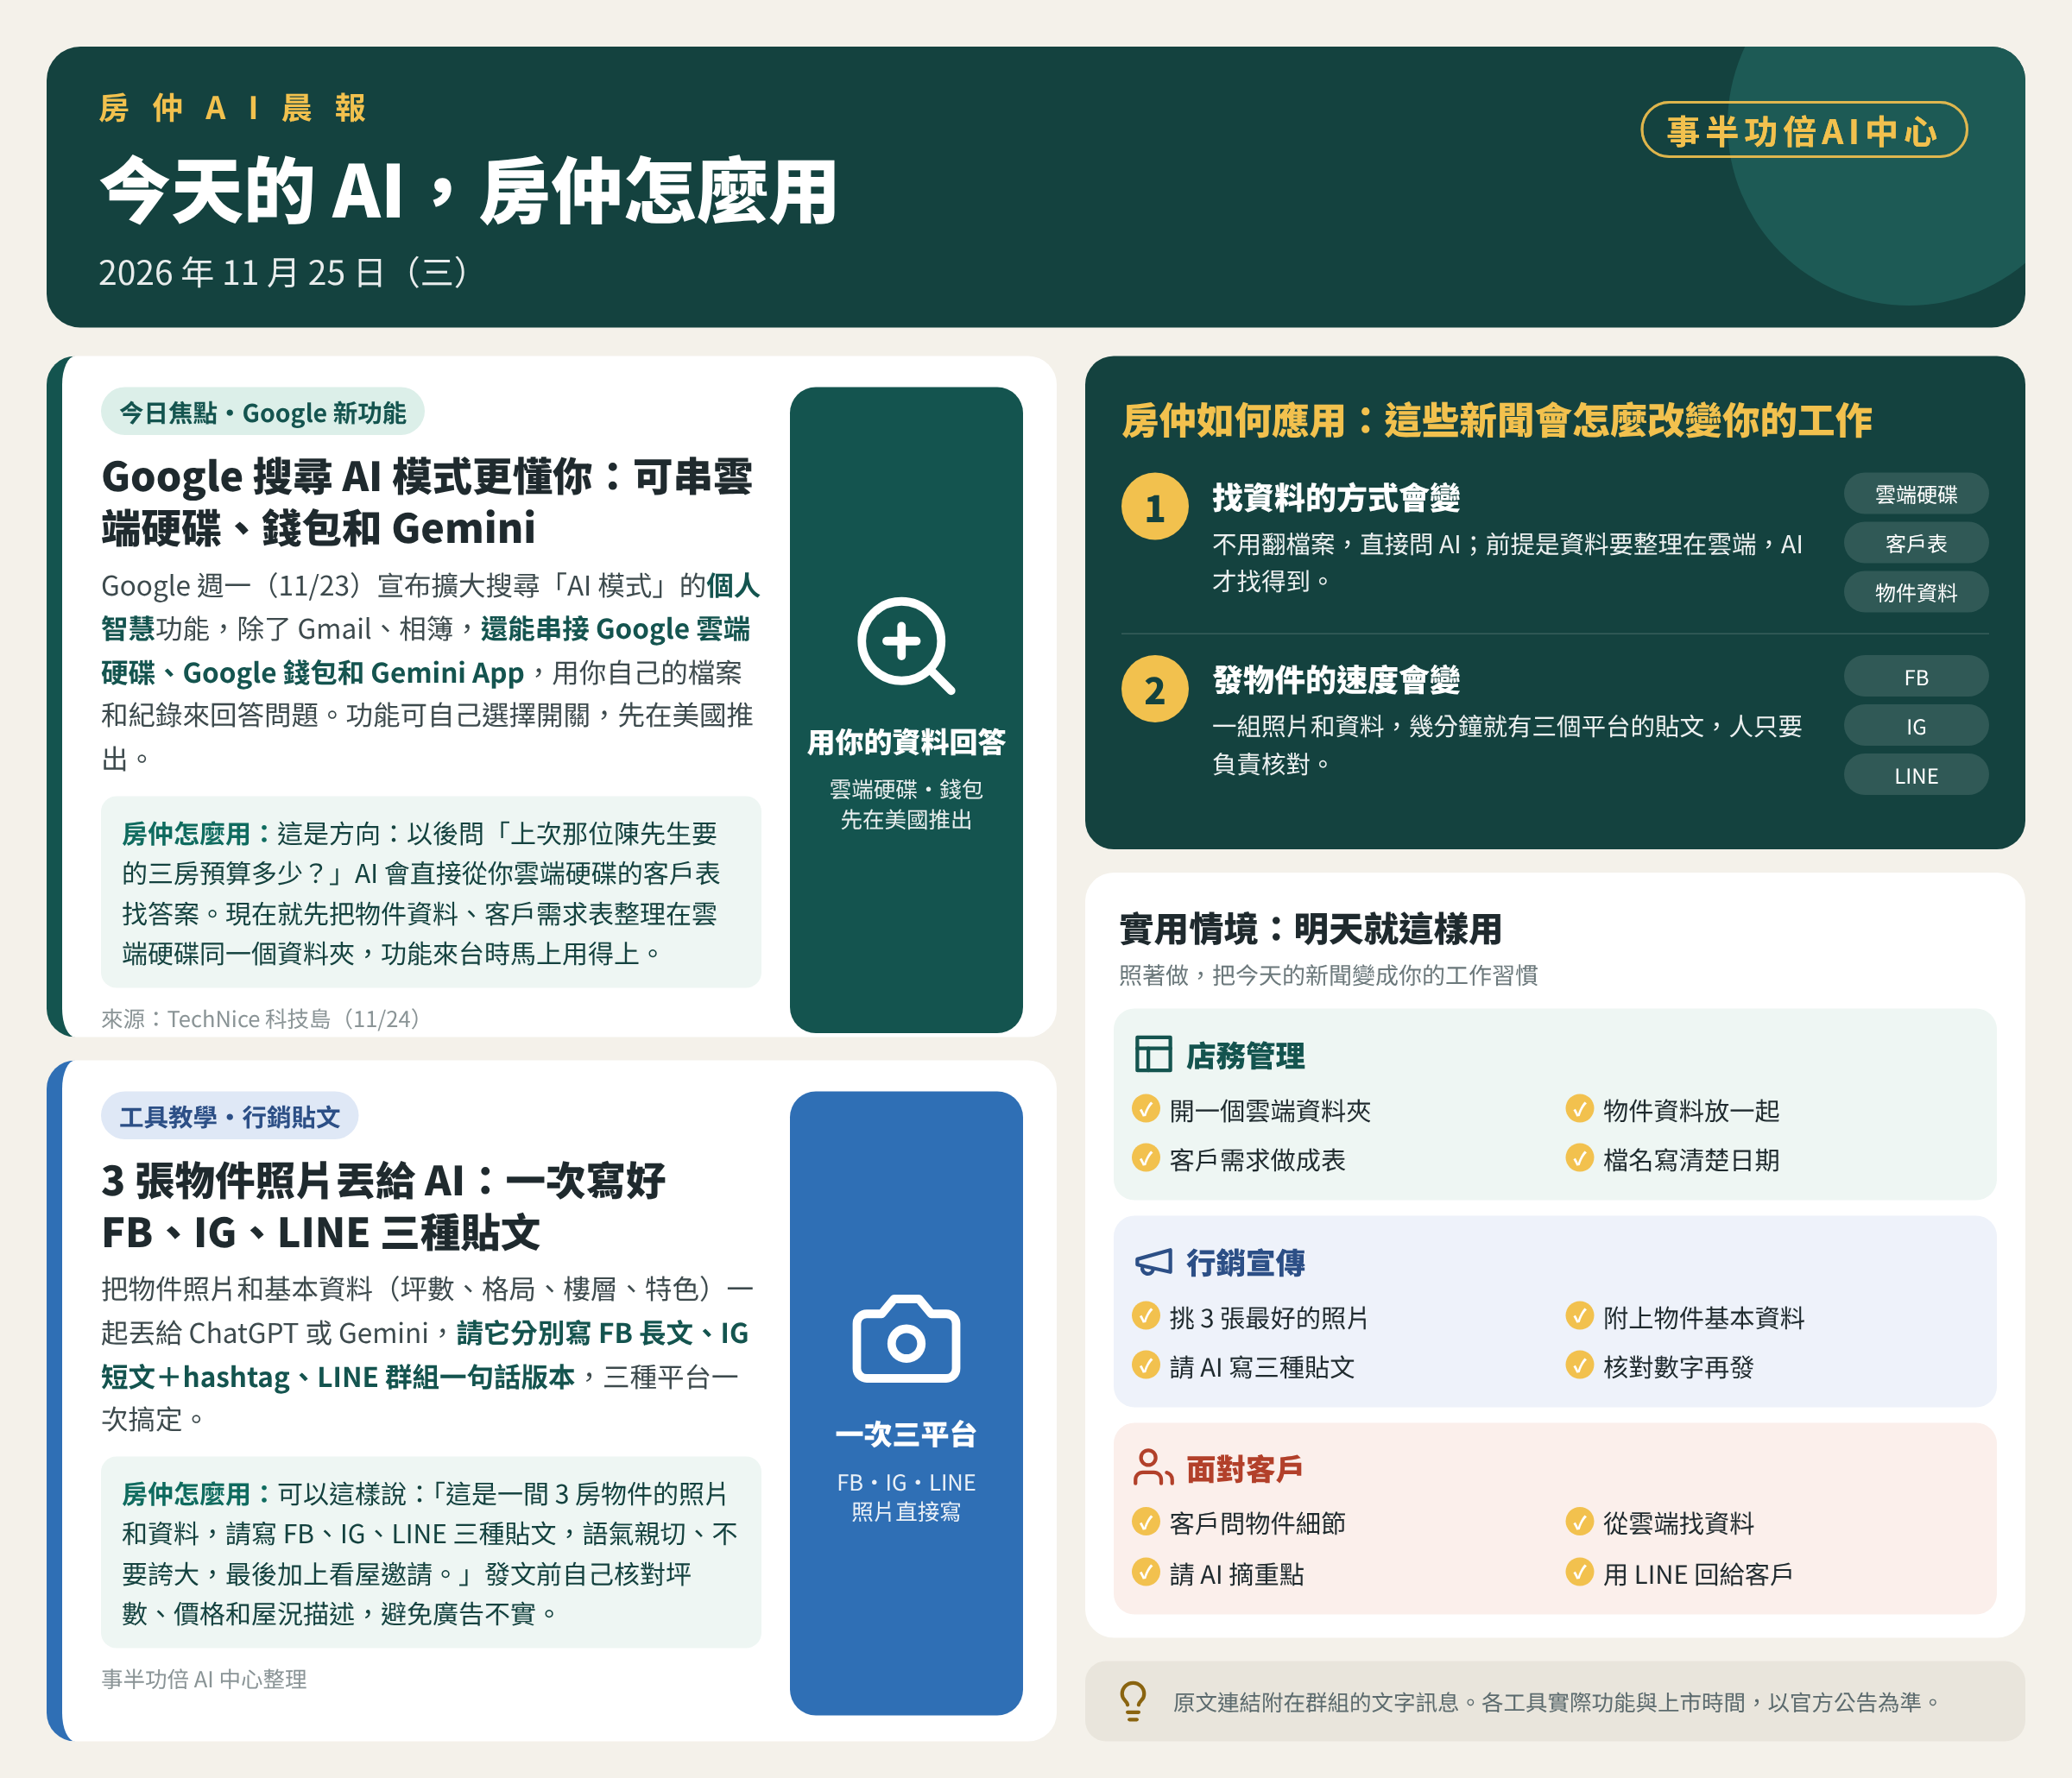 房仲AI晨報
今天的 AI，房仲怎麼用
2026 年 11 月 25 日（三）
事半功倍AI中心
今日焦點・Google 新功能
Google 搜尋 AI 模式更懂你：可串雲
端硬碟、錢包和 Gemini
Google 週一（11/23）宣布擴大搜尋「AI 模式」的個人
智慧功能，除了 Gmail、相簿，還能串接 Google 雲端
硬碟、Google 錢包和 Gemini App，用你自己的檔案
和紀錄來回答問題。功能可自己選擇開關，先在美國推
出。
房仲怎麼用：這是方向：以後問「上次那位陳先生要
的三房預算多少？」AI 會直接從你雲端硬碟的客戶表
找答案。現在就先把物件資料、客戶需求表整理在雲
端硬碟同一個資料夾，功能來台時馬上用得上。
來源：TechNice 科技島（11/24）
用你的資料回答
雲端硬碟・錢包
先在美國推出
工具教學・行銷貼文
3 張物件照片丟給 AI：一次寫好
FB、IG、LINE 三種貼文
把物件照片和基本資料（坪數、格局、樓層、特色）一
起丟給 ChatGPT 或 Gemini，請它分別寫 FB 長文、IG
短文＋hashtag、LINE 群組一句話版本，三種平台一
次搞定。
房仲怎麼用：可以這樣說：「這是一間 3 房物件的照片
和資料，請寫 FB、IG、LINE 三種貼文，語氣親切、不
要誇大，最後加上看屋邀請。」發文前自己核對坪
數、價格和屋況描述，避免廣告不實。
事半功倍 AI 中心整理
一次三平台
FB・IG・LINE
照片直接寫
房仲如何應用：這些新聞會怎麼改變你的工作
1
找資料的方式會變
不用翻檔案，直接問 AI；前提是資料要整理在雲端，AI
才找得到。
雲端硬碟
客戶表
物件資料
2
發物件的速度會變
一組照片和資料，幾分鐘就有三個平台的貼文，人只要
負責核對。
FB
IG
LINE
實用情境：明天就這樣用
照著做，把今天的新聞變成你的工作習慣
店務管理
開一個雲端資料夾
物件資料放一起
客戶需求做成表
檔名寫清楚日期
行銷宣傳
挑 3 張最好的照片
附上物件基本資料
請 AI 寫三種貼文
核對數字再發
面對客戶
客戶問物件細節
從雲端找資料
請 AI 摘重點
用 LINE 回給客戶
原文連結附在群組的文字訊息。各工具實際功能與上市時間，以官方公告為準。